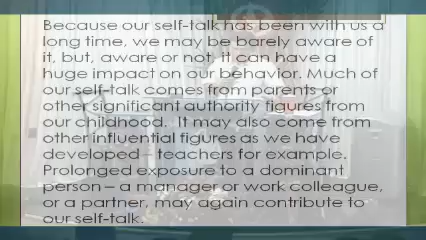 Because our self-talk has been with us a
long time, we may be barely aware of
it, but, aware or not, it can have a
huge impact on our behavior. Much of
our self-talk comes from parents or
other significant authority figures from
our childhood. It may also come from
other influential figures as we have
developed – teachers for example.
Prolonged exposure to a dominant
person – a manager or work colleague,
or a partner, may again contribute to
our self-talk.